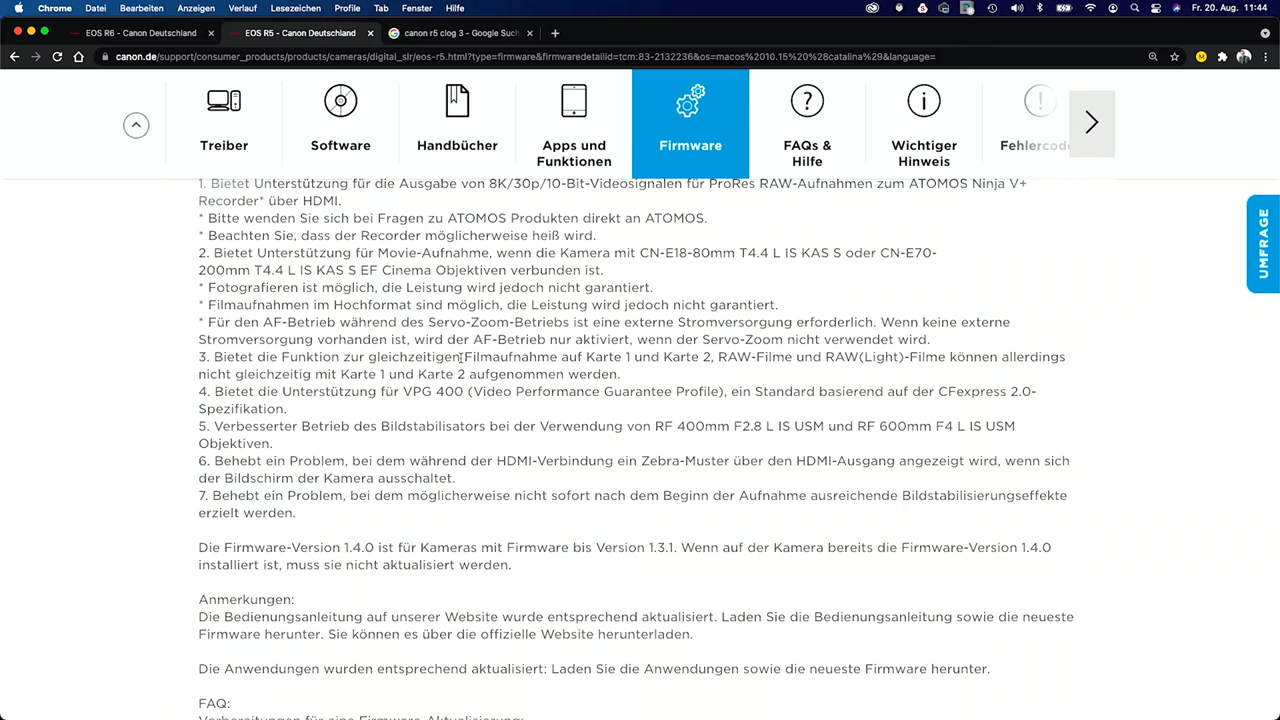 Chrome Datei Bearbeiten Anzeigen Verlauf Lesezeichen Profile Tab Fenster Hilfe Fr. 20. Aug. 11:44
EOS R6 - Canon Deutschland EOS R5 - Canon Deutschland canon r5 clog 3 - Google Suc
canon.de/support/consumer_products/products/cameras/digital_slr/eos-r5.html?type=firmware&firmwaredetailid=tcm:83-2132236&os=macos%2010.15%20%28catalina%29&language=
Treiber
Software
Handbücher
Apps und
Funktionen
Firmware
FAQs &
Hilfe
Wichtiger
Hinweis
Fehlercod
UMFRAGE
1. Bietet Unterstützung für die Ausgabe von 8K/30p/10-Bit-Videosignalen für ProRes RAW-Aufnahmen zum ATOMOS Ninja V+
Recorder* über HDMI.
* Bitte wenden Sie sich bei Fragen zu ATOMOS Produkten direkt an ATOMOS.
* Beachten Sie, dass der Recorder möglicherweise heiß wird.
2. Bietet Unterstützung für Movie-Aufnahme, wenn die Kamera mit CN-E18-80mm T4.4 L IS KAS S oder CN-E70-
200mm T4.4 L IS KAS S EF Cinema Objektiven verbunden ist.
* Fotografieren ist möglich, die Leistung wird jedoch nicht garantiert.
* Filmaufnahmen im Hochformat sind möglich, die Leistung wird jedoch nicht garantiert.
* Für den AF-Betrieb während des Servo-Zoom-Betriebs ist eine externe Stromversorgung erforderlich. Wenn keine externe
Stromversorgung vorhanden ist, wird der AF-Betrieb nur aktiviert, wenn der Servo-Zoom nicht verwendet wird.
3. Bietet die Funktion zur gleichzeitigen Filmaufnahme auf Karte 1 und Karte 2, RAW-Filme und RAW(Light)-Filme können allerdings
nicht gleichzeitig mit Karte 1 und Karte 2 aufgenommen werden.
4. Bietet die Unterstützung für VPG 400 (Video Performance Guarantee Profile), ein Standard basierend auf der CFexpress 2.0-
Spezifikation.
5. Verbesserter Betrieb des Bildstabilisators bei der Verwendung von RF 400mm F2.8 L IS USM und RF 600mm F4 L IS USM
Objektiven.
6. Behebt ein Problem, bei dem während der HDMI-Verbindung ein Zebra-Muster über den HDMI-Ausgang angezeigt wird, wenn sich
der Bildschirm der Kamera ausschaltet.
7. Behebt ein Problem, bei dem möglicherweise nicht sofort nach dem Beginn der Aufnahme ausreichende Bildstabilisierungseffekte
erzielt werden.
Die Firmware-Version 1.4.0 ist für Kameras mit Firmware bis Version 1.3.1. Wenn auf der Kamera bereits die Firmware-Version 1.4.0
installiert ist, muss sie nicht aktualisiert werden.
Anmerkungen:
Die Bedienungsanleitung auf unserer Website wurde entsprechend aktualisiert. Laden Sie die Bedienungsanleitung sowie die neueste
Firmware herunter. Sie können es über die offizielle Website herunterladen.
Die Anwendungen wurden entsprechend aktualisiert: Laden Sie die Anwendungen sowie die neueste Firmware herunter.
FAQ:
Vorbereitungen für eine Firmware-Aktualisierung: